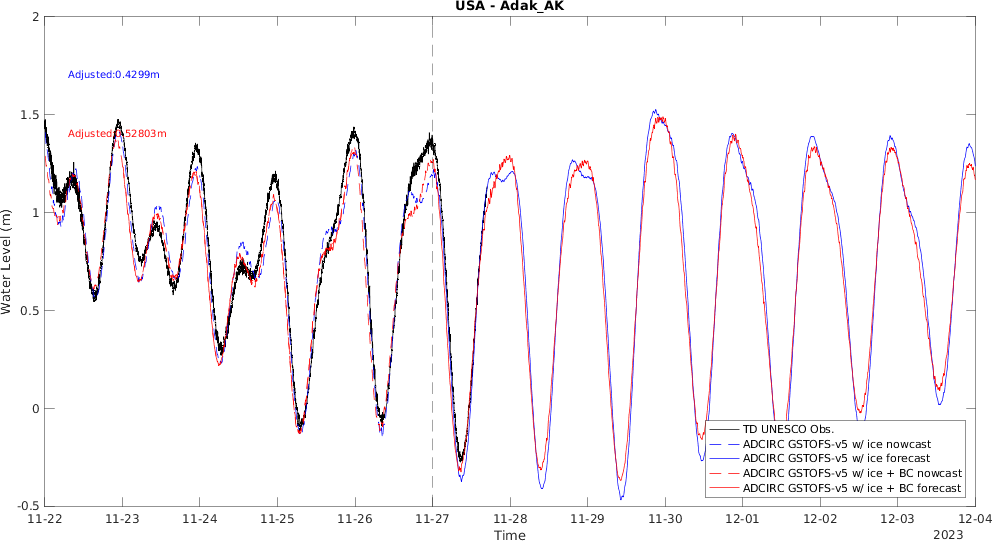 USA - Adak_AK
2
Adjusted:0.4299m
1.5
Adjusted:0.52803m
1
Water Level (m)
0.5
0
-0.5
TD UNESCO Obs.
ADCIRC GSTOFS-v5 w/ ice nowcast
ADCIRC GSTOFS-v5 w/ ice forecast
ADCIRC GSTOFS-v5 w/ ice + BC nowcast
ADCIRC GSTOFS-v5 w/ ice + BC forecast
11-22 11-23 11-24 11-25 11-26 11-27 11-28 11-29 11-30 12-01 12-02 12-03 12-04
Time
2023